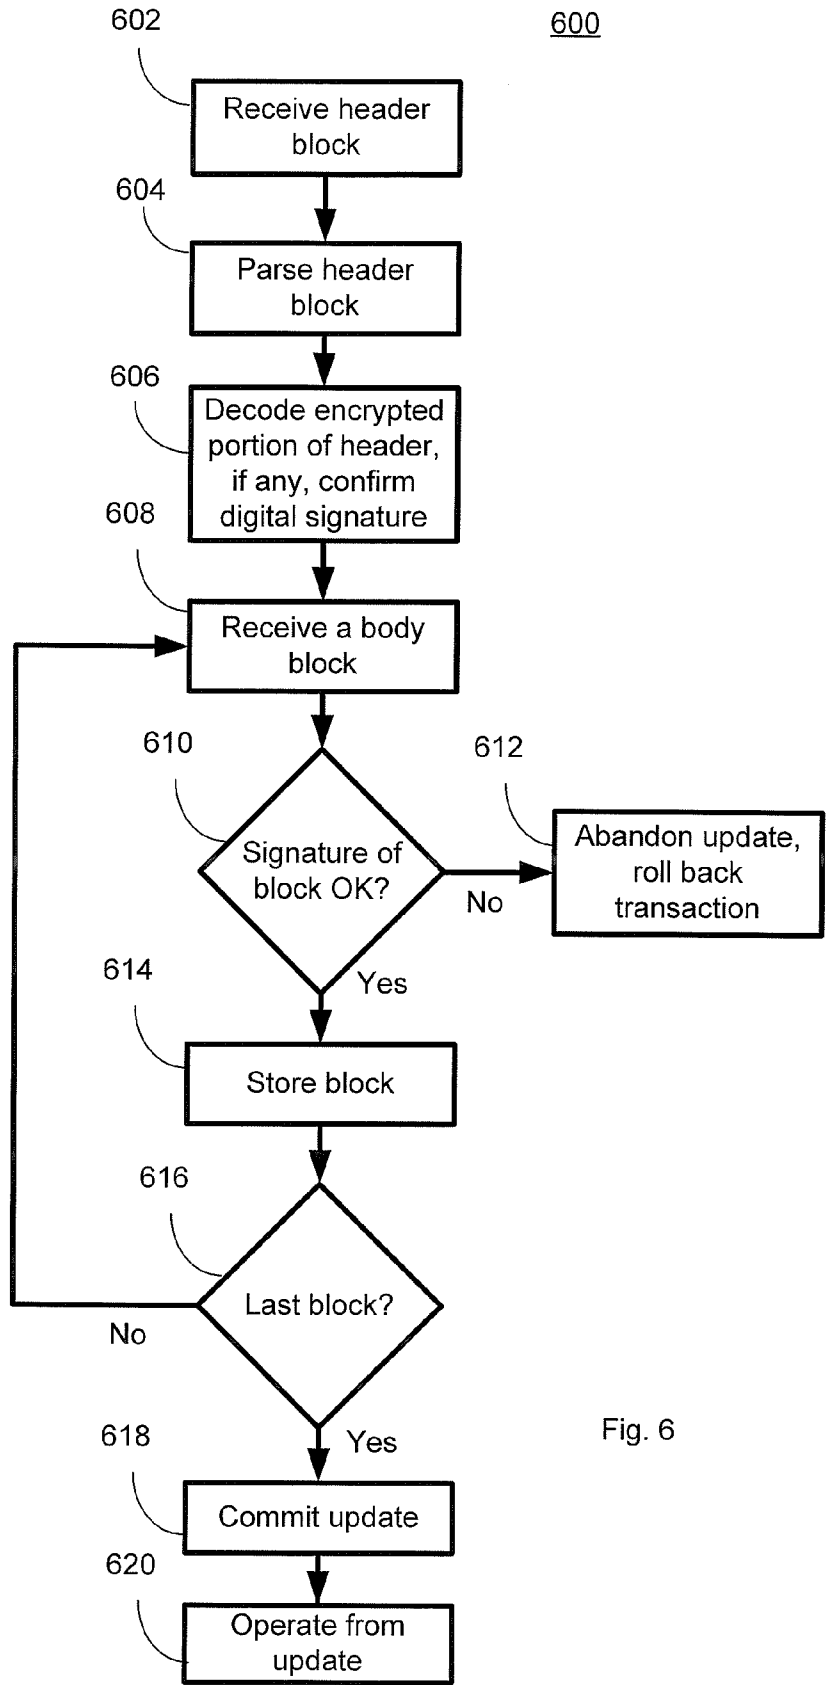 602
600
Receive header
block
604
Parse header
block
606
Decode encrypted
portion of header,
if any, confirm
digital signature
608
Receive a body
block
610
Signature of
block OK?
No
612
Abandon update,
roll back
transaction
Yes
614
Store block
616
Last block?
No
Yes
Fig. 6
618
Commit update
620
Operate from
update